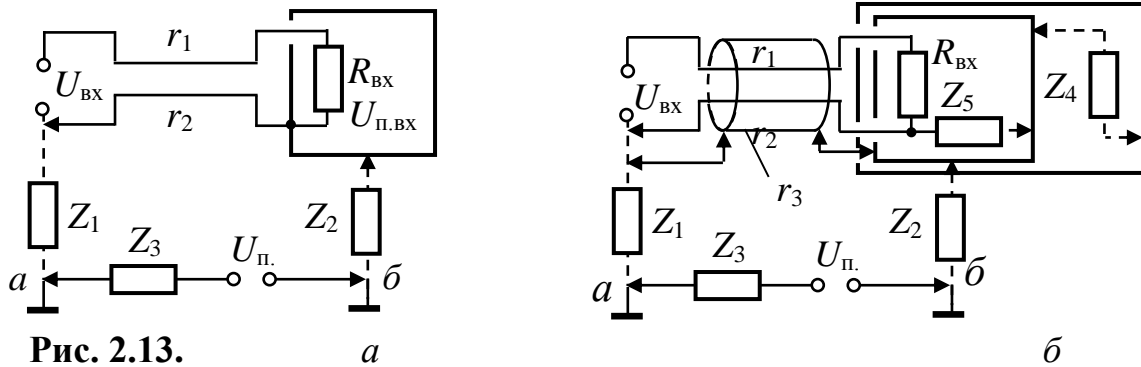 r₁
Rвх
Uвх
Uп.вх
r₂
Z₁
Z₂
Z₃
Uп.
а
б
Рис. 2.13.
а
r₁
Rвх
Z₄
Uвх
Z₅
r₂
r₃
Z₁
Z₂
Z₃
Uп.
а
б
б